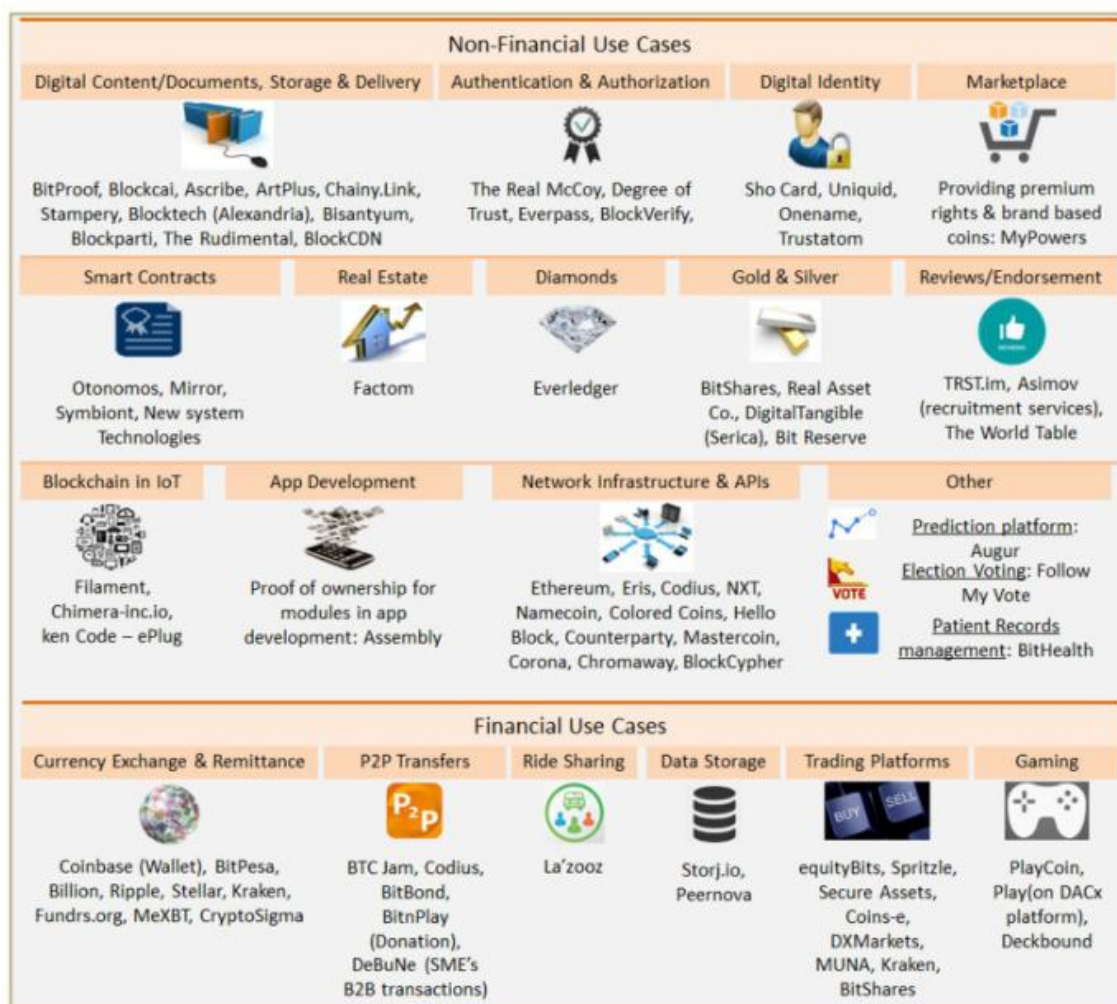 Non-Financial Use Cases
Digital Content/Documents, Storage & Delivery
BitProof, Blockcai, Ascribe, ArtPlus, Chainy.Link,
Stampery, Blocktech (Alexandria), Bisantyum,
Blockparti, The Rudimental, BlockCDN
Authentication & Authorization
The Real McCoy, Degree of
Trust, Everpass, BlockVerify,
Digital Identity
Sho Card, Uniquid,
Onename,
Trustatom
Marketplace
Providing premium
rights & brand based
coins: MyPowers
Smart Contracts
Otonomos, Mirror,
Symbiont, New system
Technologies
Real Estate
Factom
Diamonds
Everledger
Gold & Silver
BitShares, Real Asset
Co., DigitalTangible
(Serica), Bit Reserve
Reviews/Endorsement
REVIEWS
TRST.im, Asimov
(recruitment services),
The World Table
Blockchain in IoT
Filament,
Chimera-inc.io,
ken Code – ePlug
App Development
Proof of ownership for
modules in app
development: Assembly
Network Infrastructure & APIs
Ethereum, Eris, Codius, NXT,
Namecoin, Colored Coins, Hello
Block, Counterparty, Mastercoin,
Corona, Chromaway, BlockCypher
Other
Prediction platform:
Augur
VOTE
Election Voting: Follow
My Vote
Patient Records
management: BitHealth
Financial Use Cases
Currency Exchange & Remittance
Coinbase (Wallet), BitPesa,
Billion, Ripple, Stellar, Kraken,
Fundrs.org, MeXBT, CryptoSigma
P2P Transfers
P2P
BTC Jam, Codius,
BitBond,
BitnPlay
(Donation),
DeBuNe (SME's
B2B transactions)
Ride Sharing
La'zooz
Data Storage
Storj.io,
Peernova
Trading Platforms
BUY SELL
equityBits, Spritzle,
Secure Assets,
Coins-e,
DXMarkets,
MUNA, Kraken,
BitShares
Gaming
PlayCoin,
Play(on DACx
platform),
Deckbound